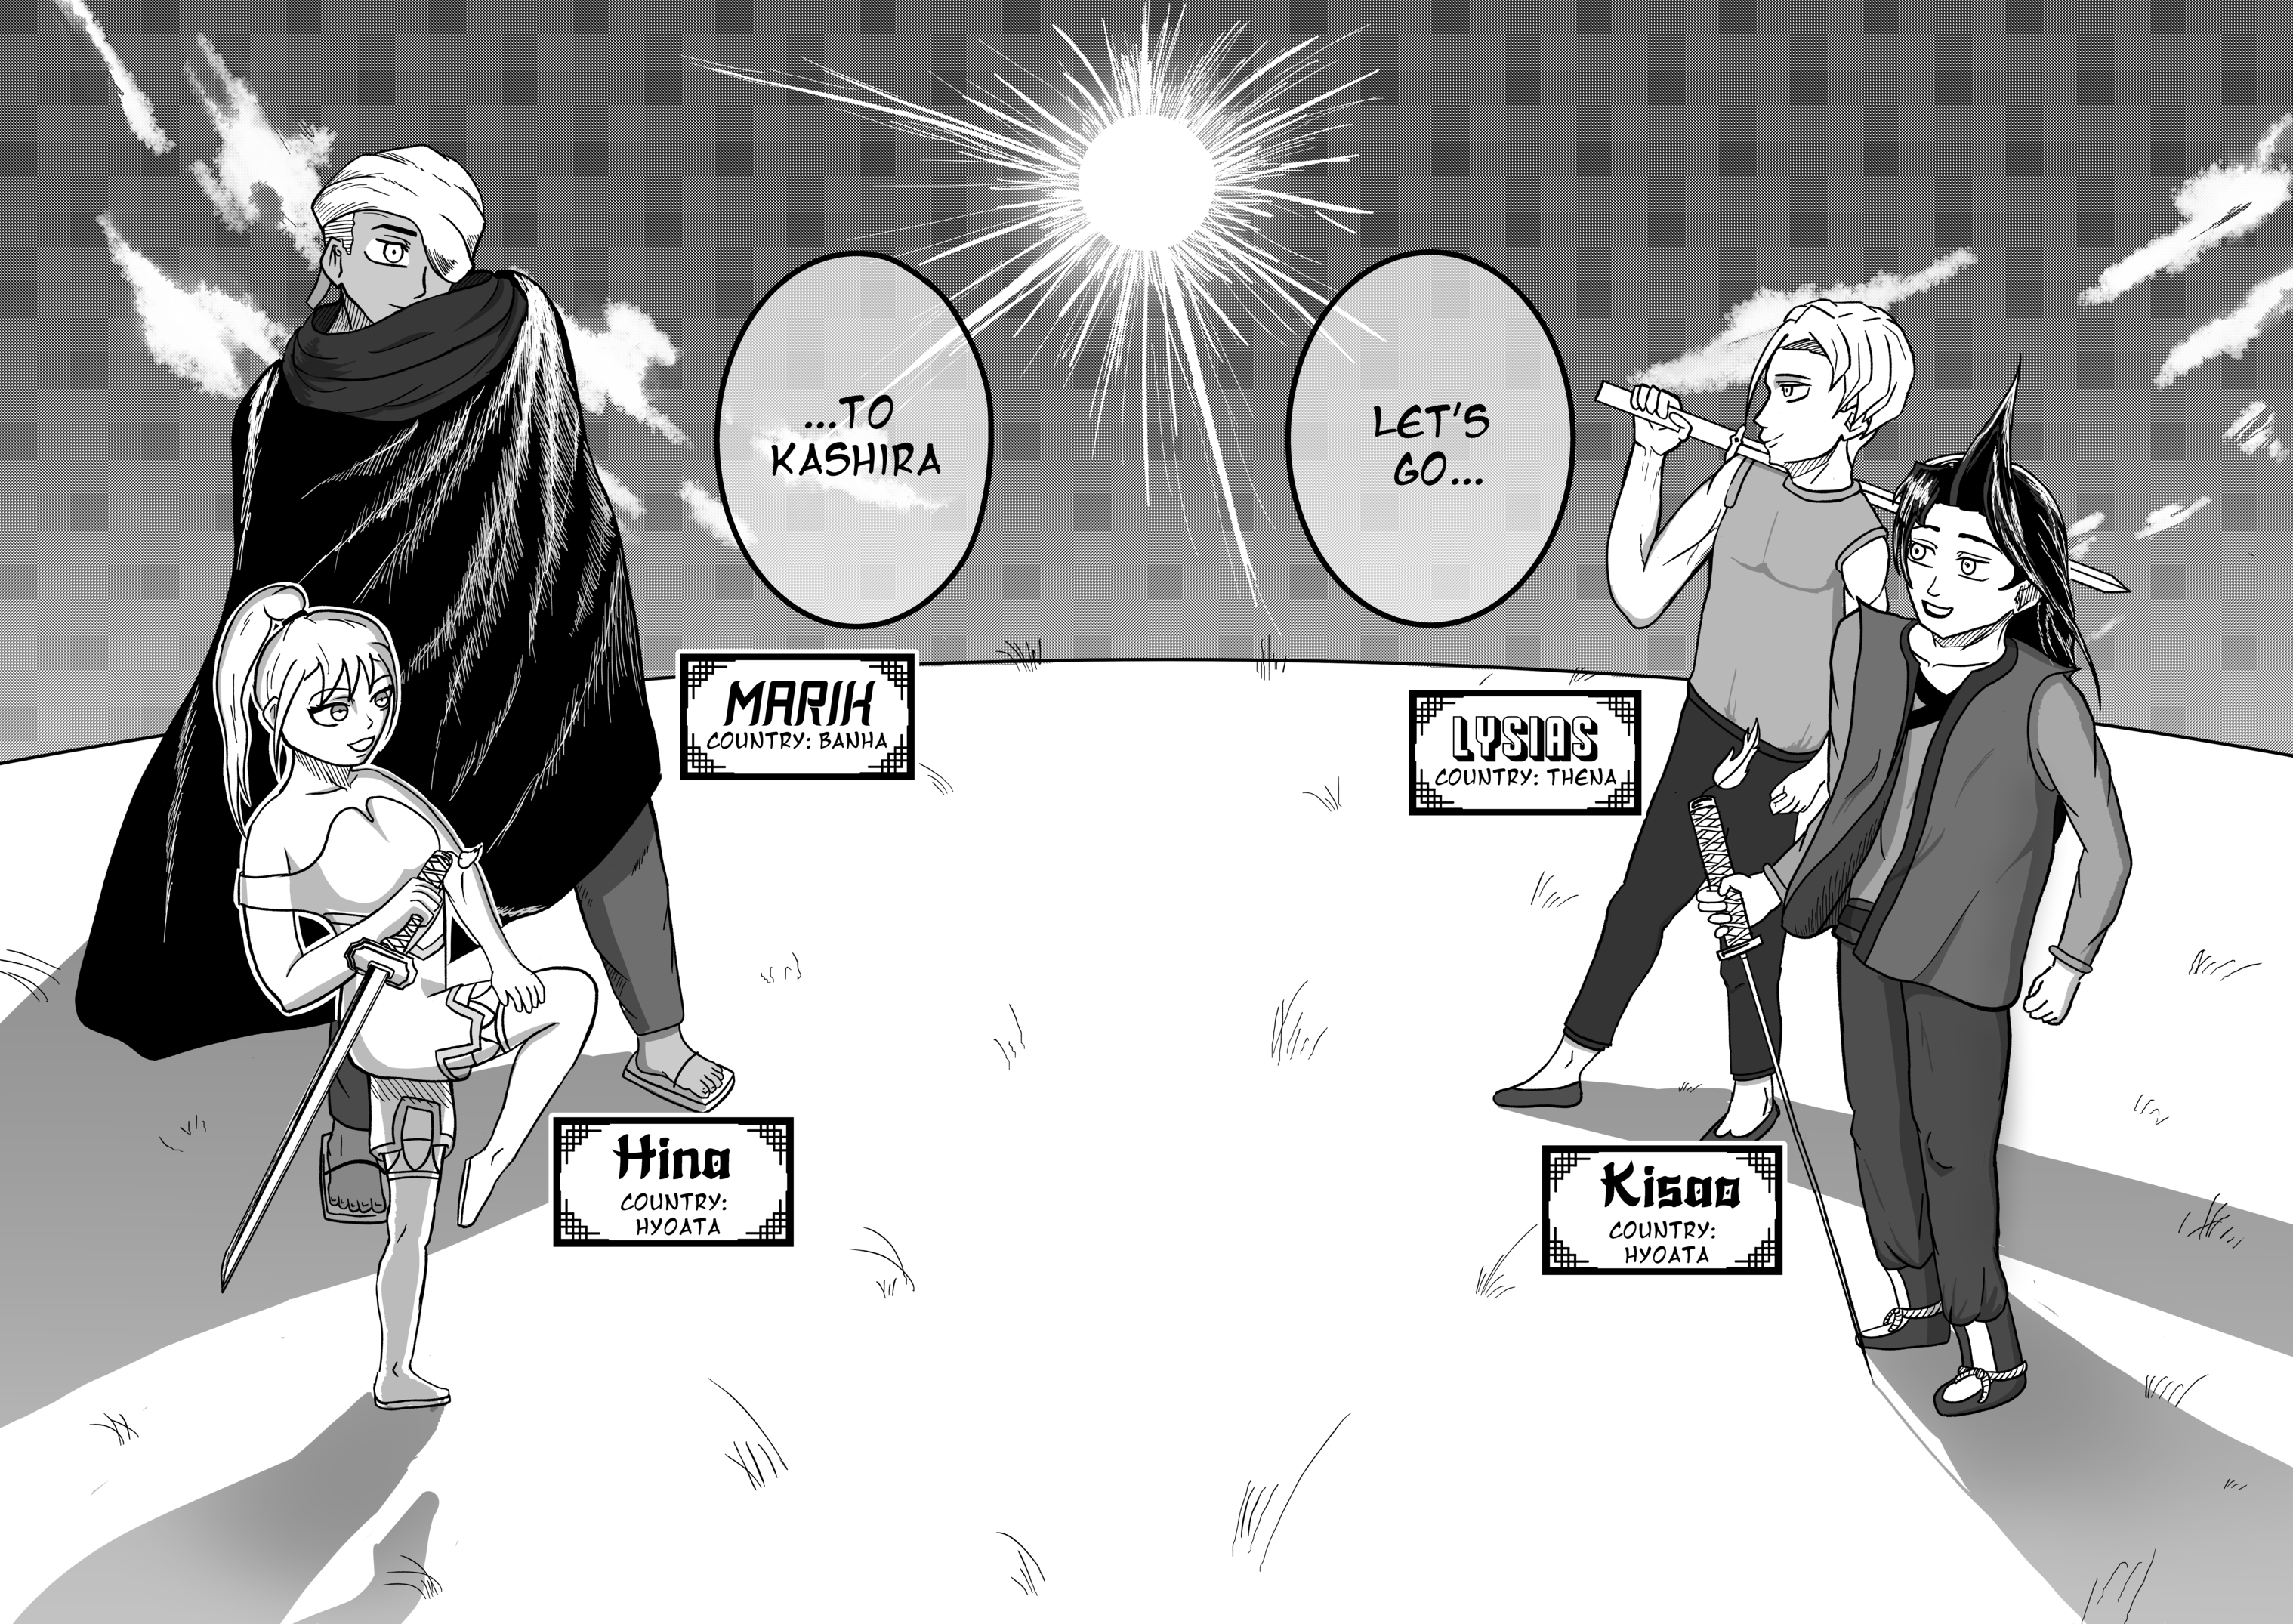 LET'S
GO...
...TO
KASHIRA
LYSIAS
COUNTRY: THENA
Kisao
COUNTRY:
HYOATA
MARIK
COUNTRY: BANHA
Hina
COUNTRY:
HYOATA